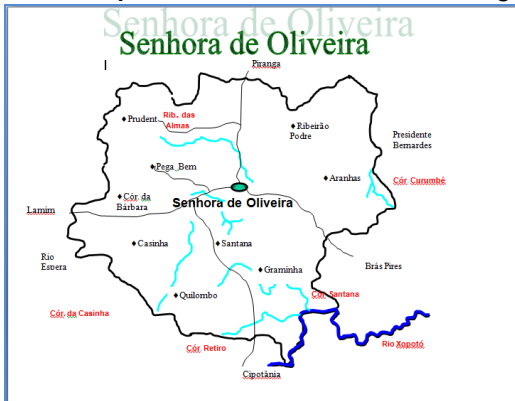 Senhora de Oliveira
Senhora de Oliveira
Piranga
Prudent
Rib. das
Almas
Ribeirão
Podre
Presidente
Bernardes
Pega_Bem
Aranhas
Cór. Curumbé
Cór. da
Bárbara
Senhora de Oliveira
Lamim
Casinha
Santana
Rio
Espera
Brás Pires
Graminha
Quilombo
Cór. Santana
Cór. da Casinha
Cór. Retiro
Rio Xopotó
Cipotânia